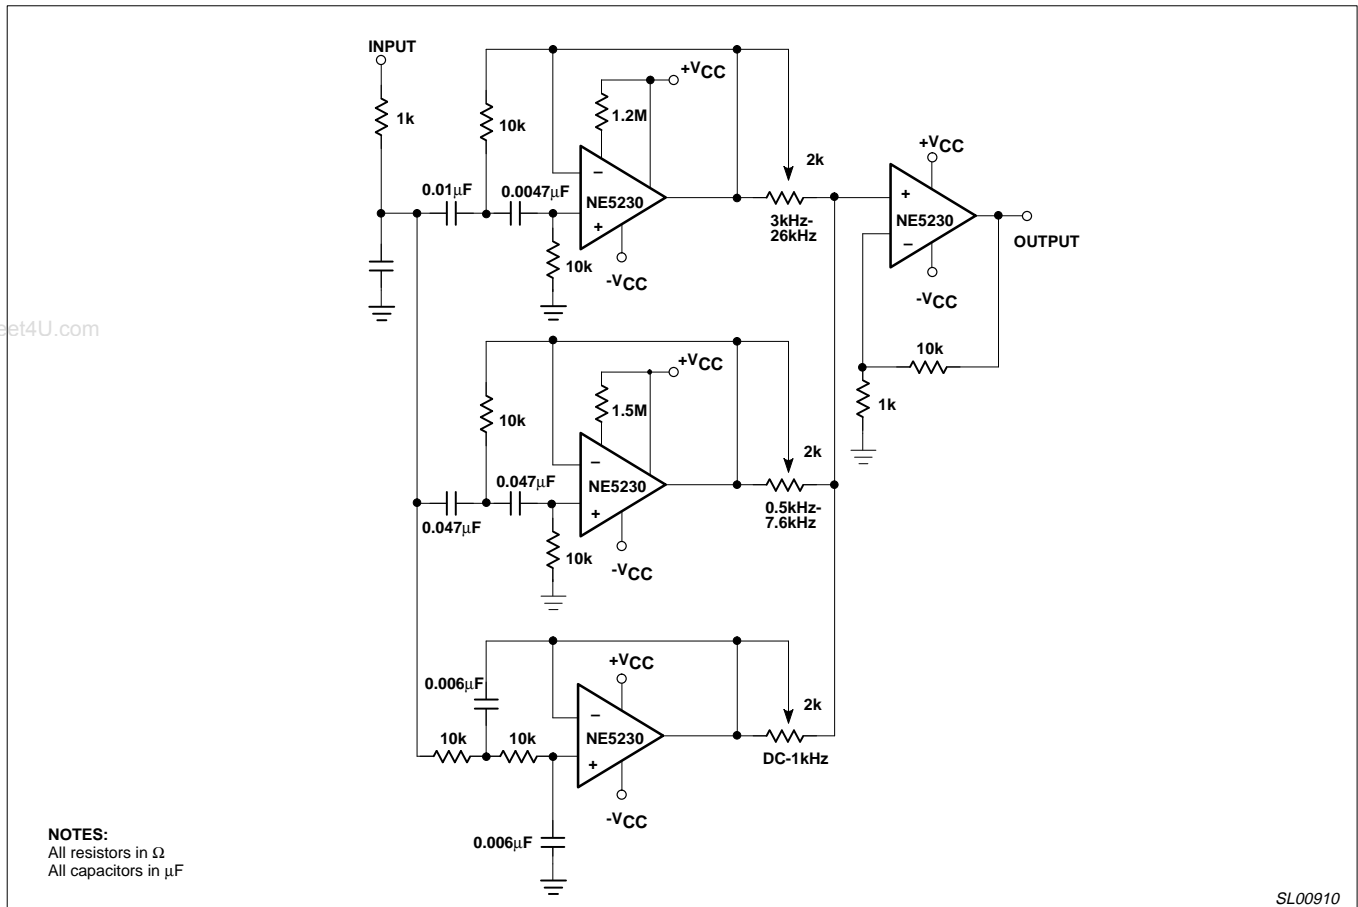 INPUT
1k
10k
1.2M
+VCC
0.01µF
0.0047µF
NE5230
−
+
10k
-VCC
2k
3kHz-
26kHz
+VCC
+
NE5230
−
-VCC
OUTPUT
10k
1k
eet4U.com
10k
1.5M
+VCC
0.047µF
0.047µF
−
NE5230
+
10k
-VCC
2k
0.5kHz-
7.6kHz
0.006µF
10k
10k
+VCC
−
NE5230
+
-VCC
2k
DC-1kHz
0.006µF
NOTES:
All resistors in Ω
All capacitors in µF
SL00910